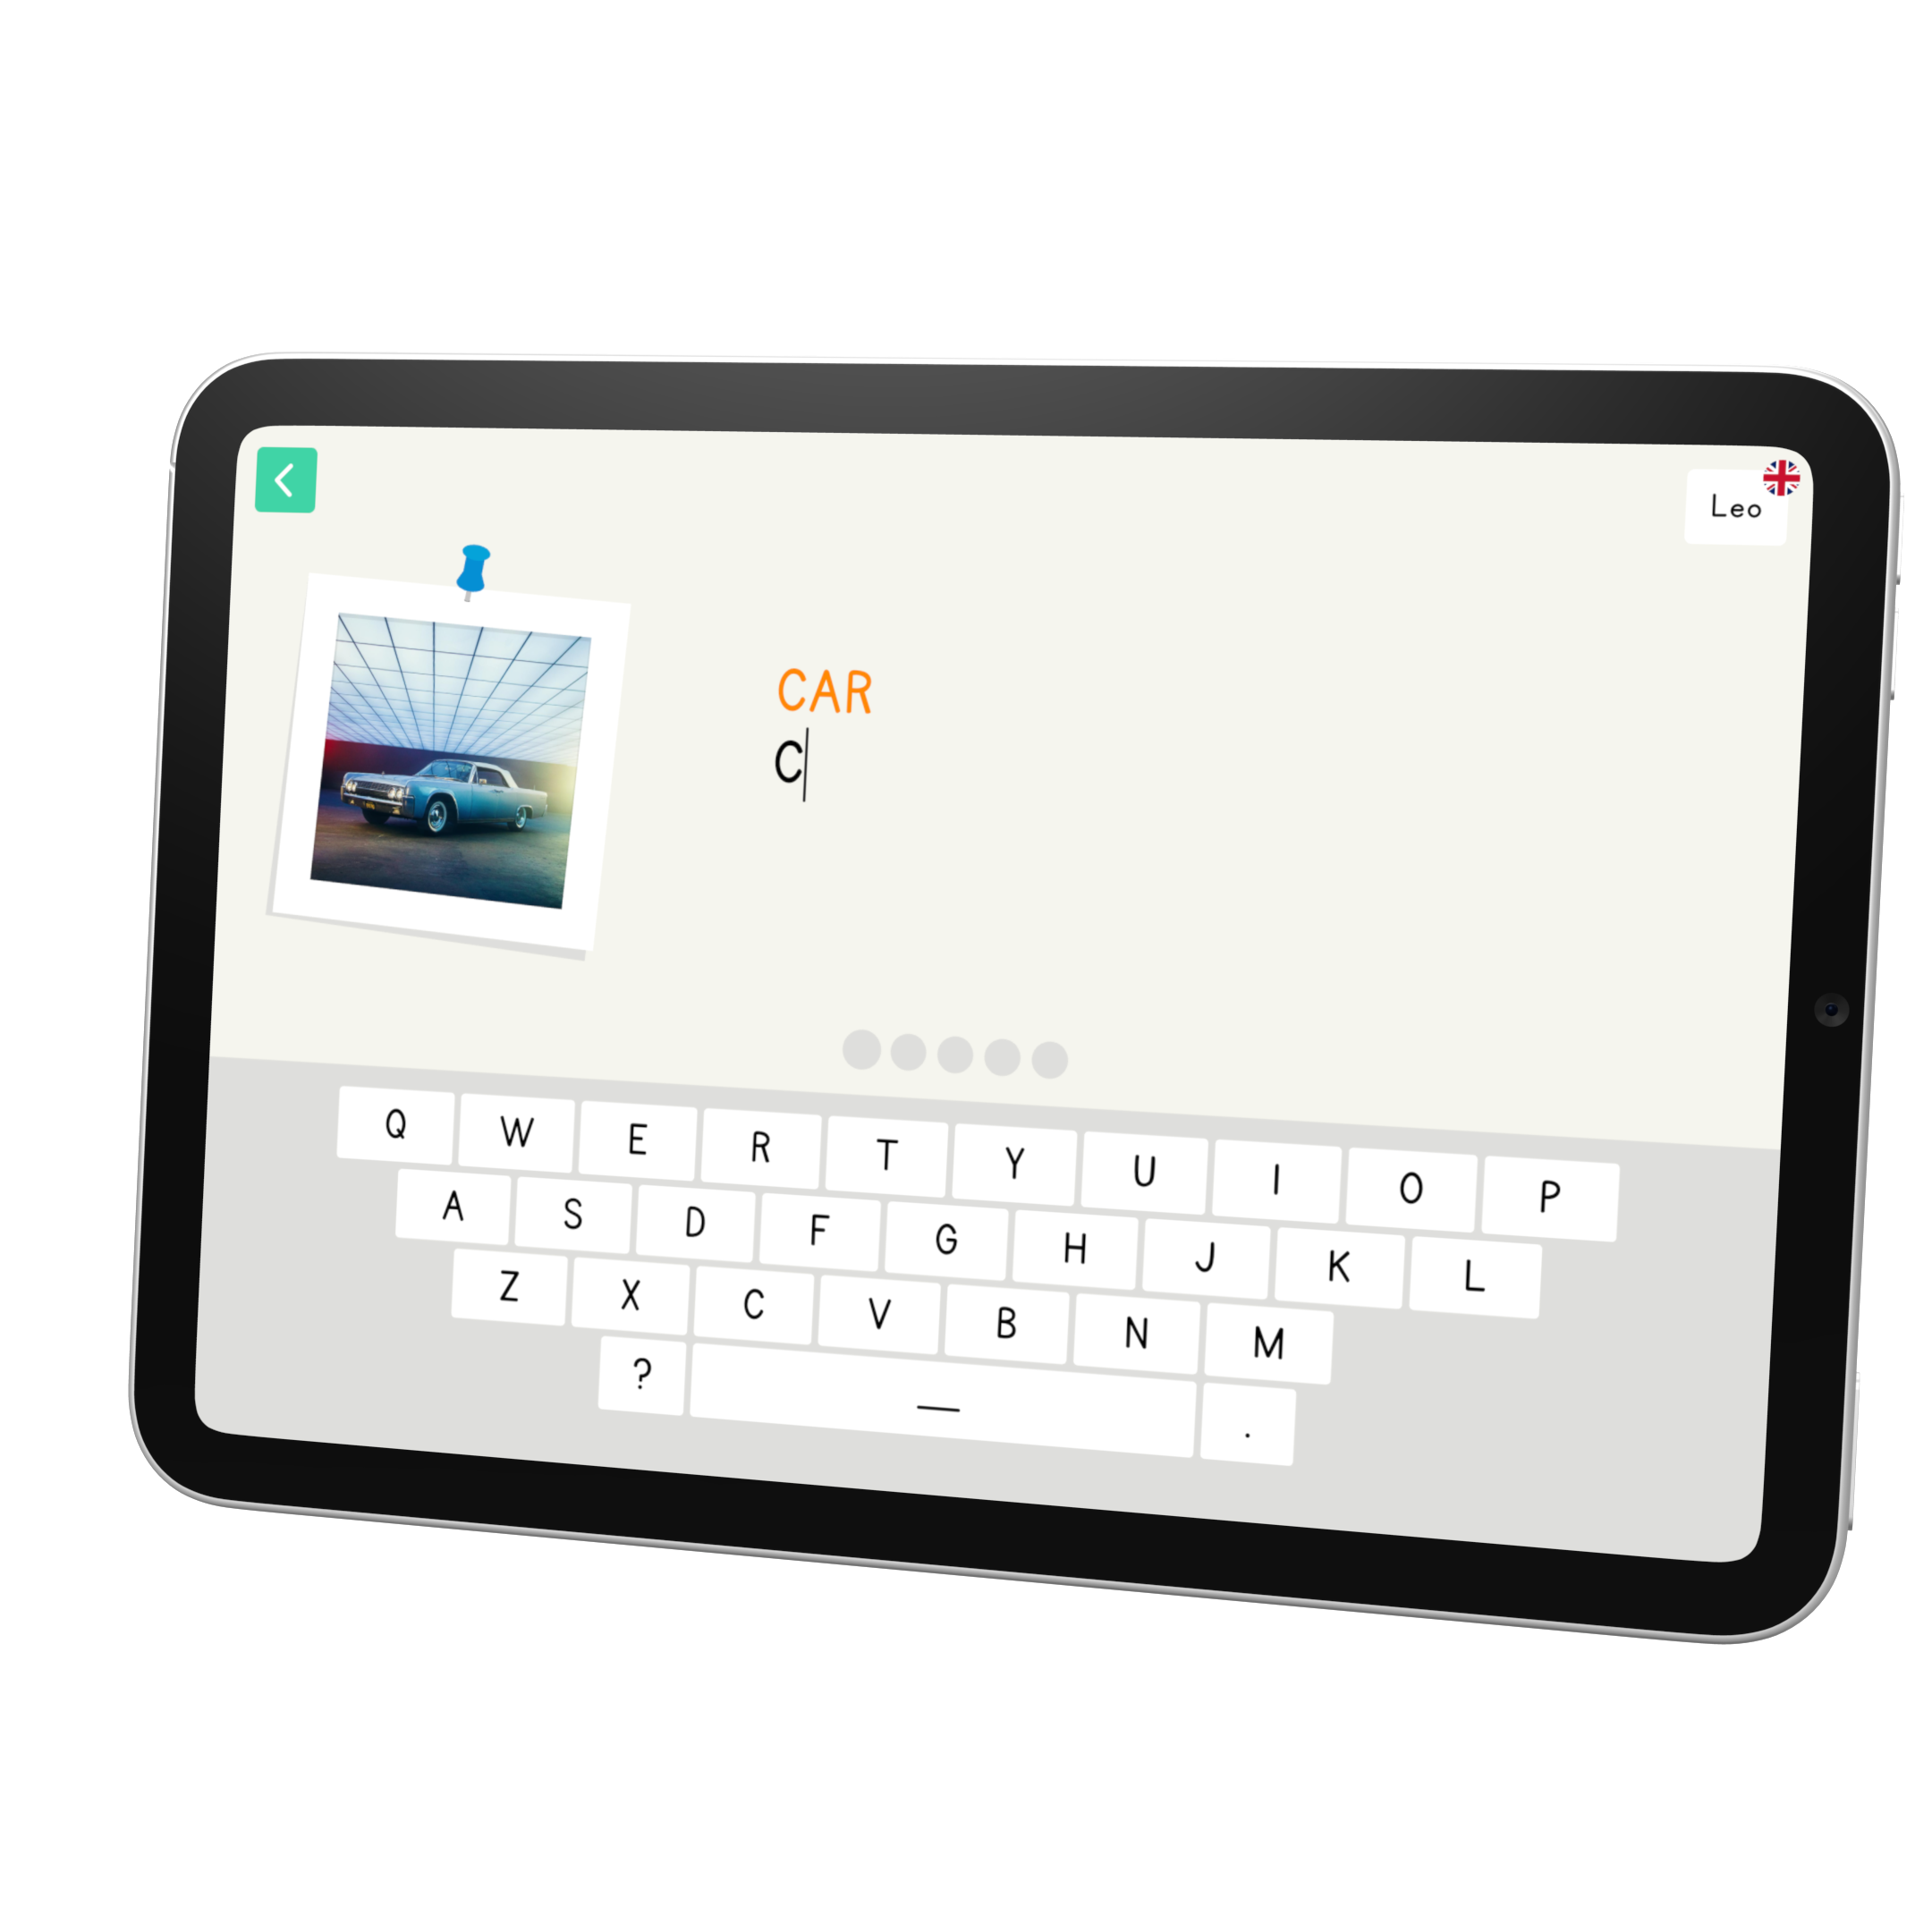 Leo
CAR
C
Q W E R T Y U I O P
A S D F G H J K L
Z X C V B N M
? _ .